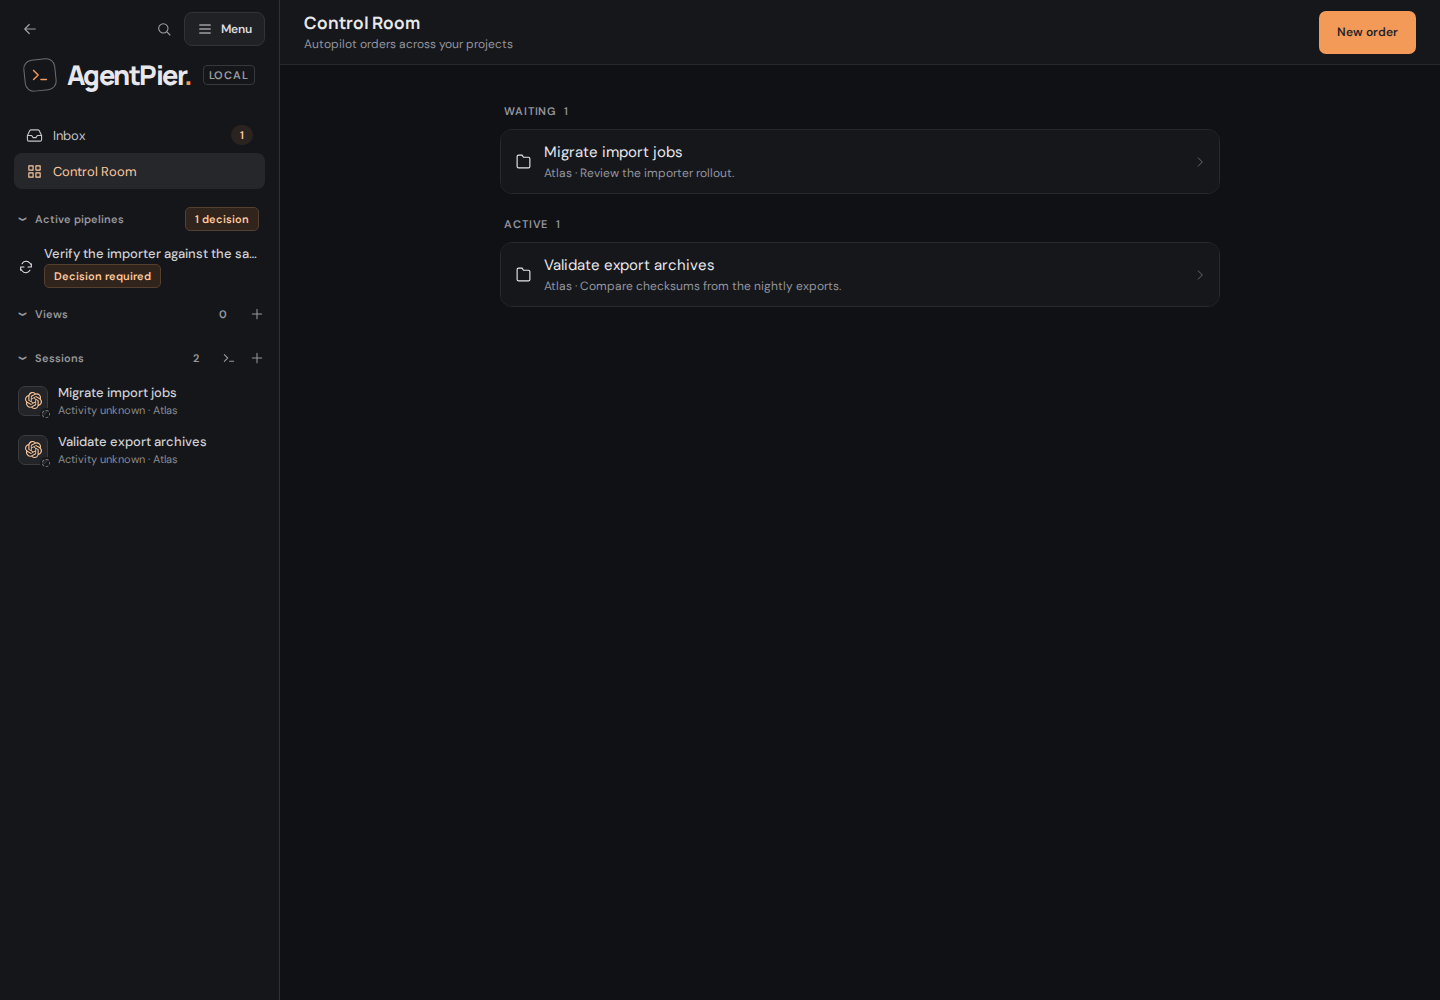 Menu
AgentPier.
LOCAL
Inbox
1
Control Room
Active pipelines
1 decision
Verify the importer against the sa...
Decision required
Views
0
Sessions
2
Migrate import jobs
Activity unknown · Atlas
Validate export archives
Activity unknown · Atlas
Control Room
Autopilot orders across your projects
New order
WAITING 1
Migrate import jobs
Atlas · Review the importer rollout.
ACTIVE 1
Validate export archives
Atlas · Compare checksums from the nightly exports.